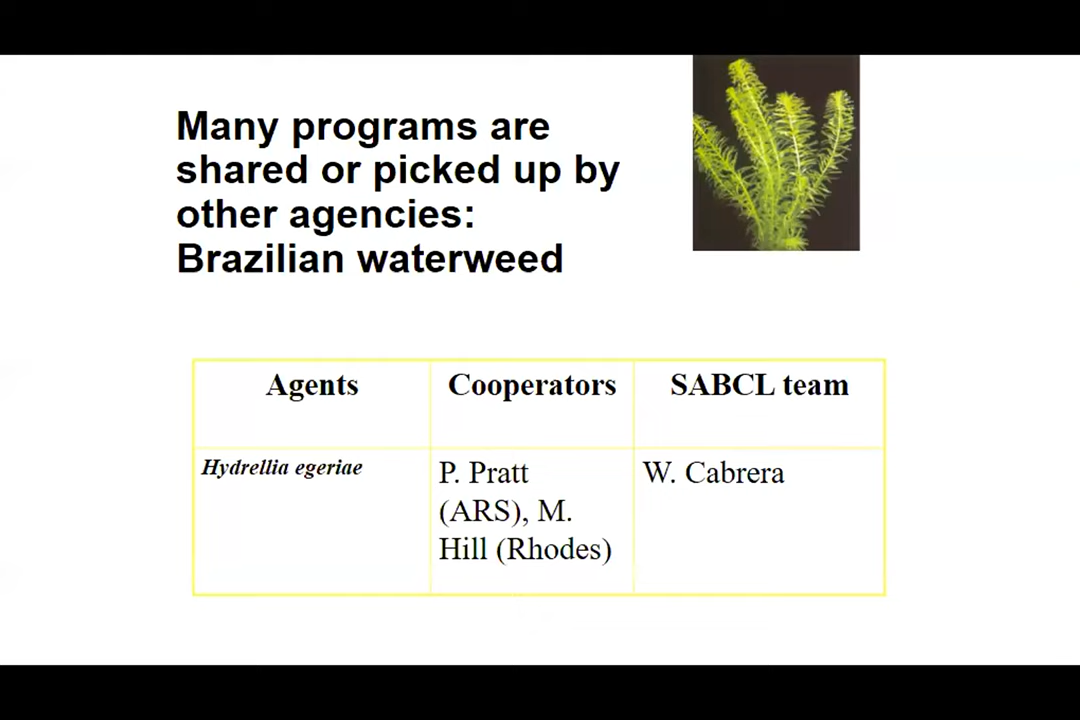 Many programs are
shared or picked up by
other agencies:
Brazilian waterweed
Agents
Cooperators
SABCL team
Hydrellia egeriae
P. Pratt
(ARS), M.
Hill (Rhodes)
W. Cabrera